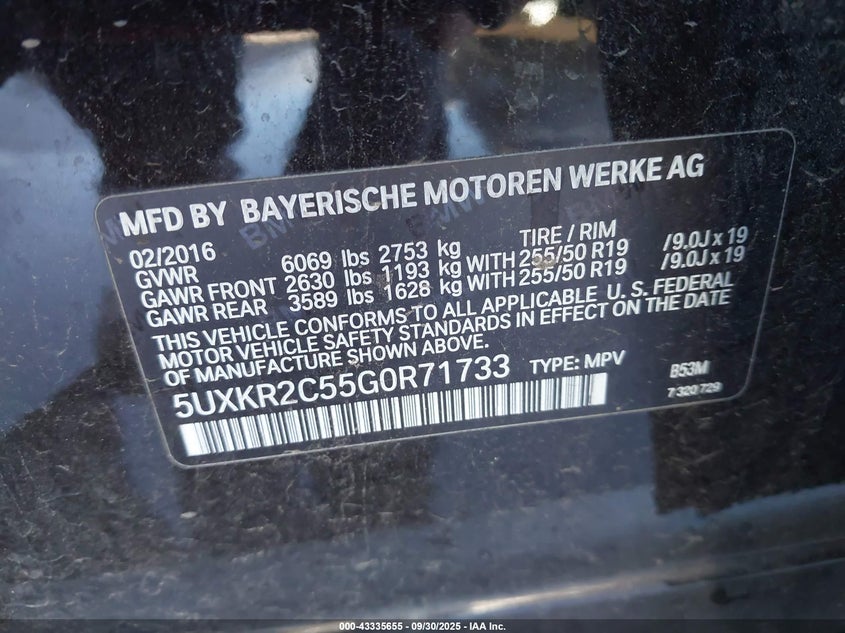 MFD BY BAYERISCHE MOTOREN WERKE AG
02/2016 TIRE / RIM
GVWR 6069 lbs 2753 kg
GAWR FRONT 2630 lbs 1193 kg WITH 255/50 R19 /9.0J x 19
GAWR REAR 3589 lbs 1628 kg WITH 255/50 R19 /9.0J x 19
THIS VEHICLE CONFORMS TO ALL APPLICABLE U.S. FEDERAL
MOTOR VEHICLE SAFETY STANDARDS IN EFFECT ON THE DATE
OF MANUFACTURE SHOWN ABOVE.
5UXKR2C55G0R71733 TYPE: MPV B53M
7 320 729
000-43335655 - 09/30/2025 - IAA Inc.